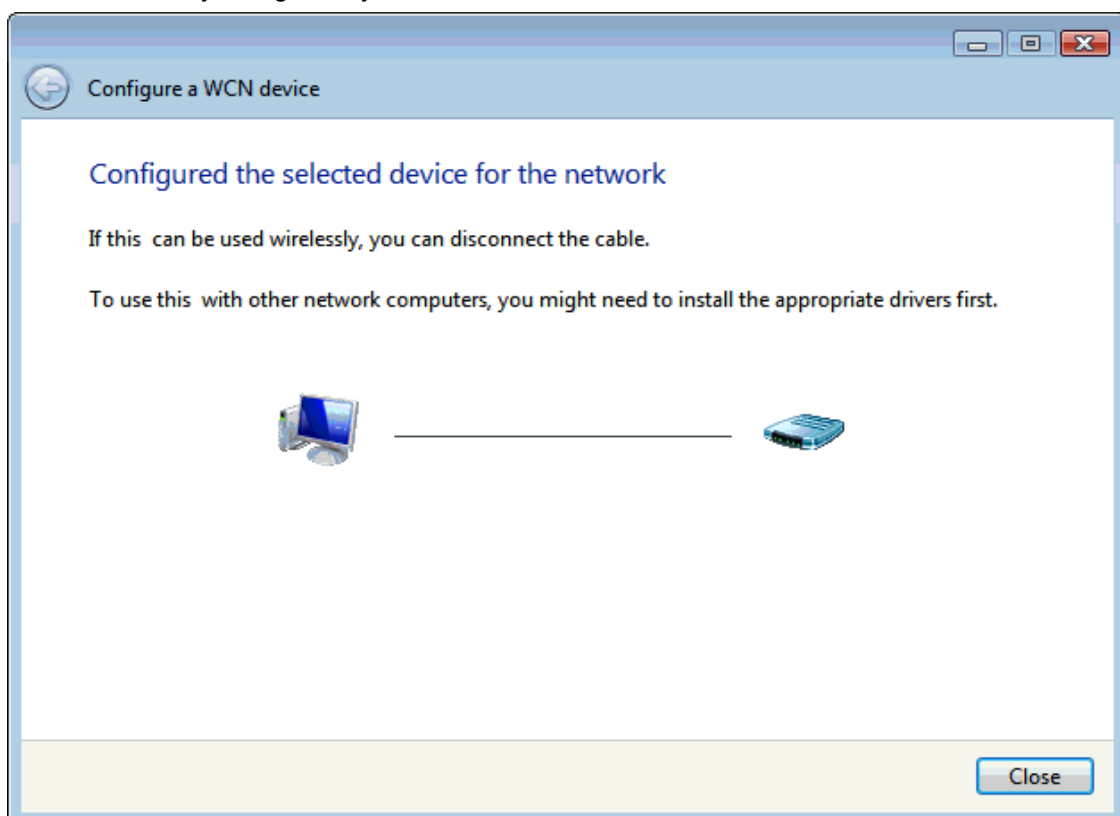 Configure a WCN device
Configured the selected device for the network
If this  can be used wirelessly, you can disconnect the cable.
To use this  with other network computers, you might need to install the appropriate drivers first.
Close